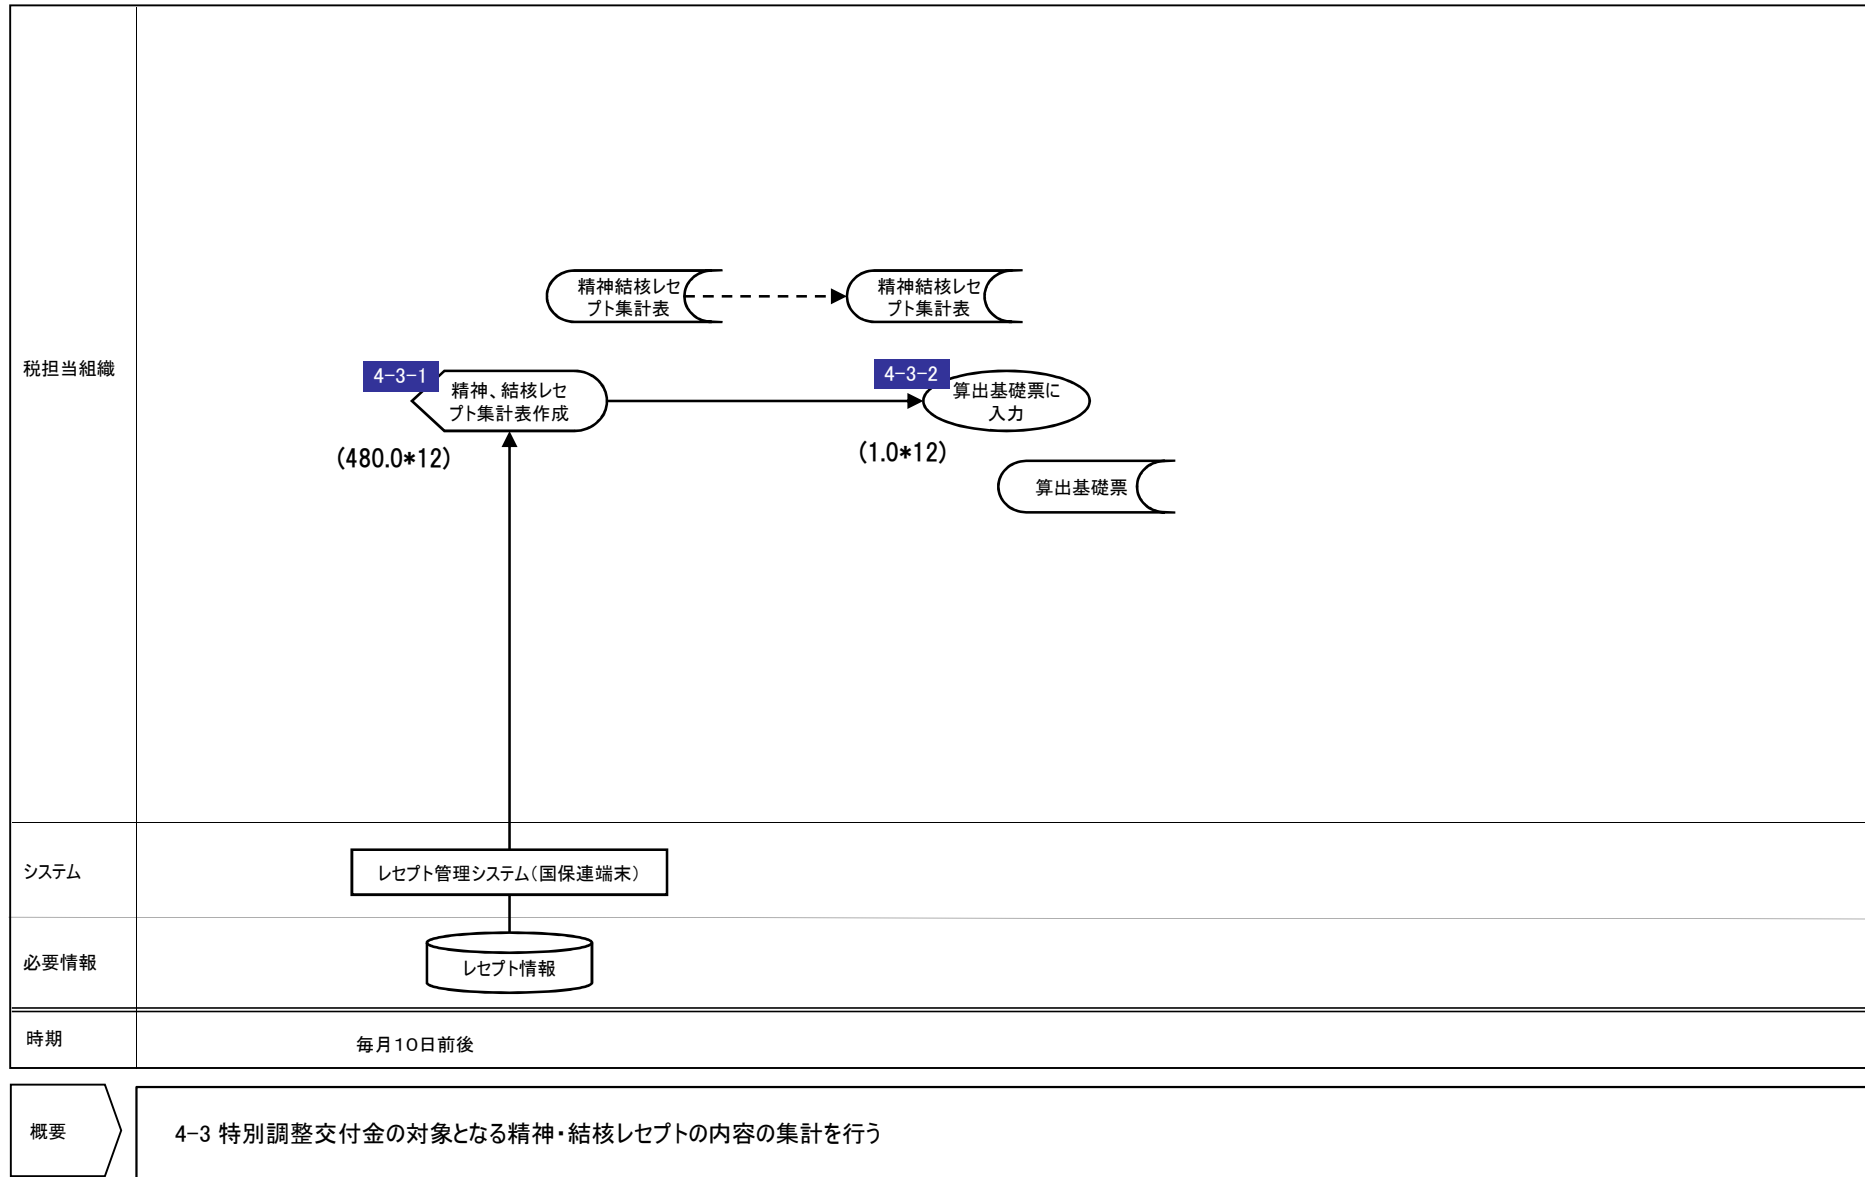 税担当組織
精神結核レセ
プト集計表
精神結核レセ
プト集計表
4-3-1
精神、結核レセ
プト集計表作成
(480.0*12)
4-3-2
算出基礎票に
入力
(1.0*12)
算出基礎票
システム
レセプト管理システム(国保連端末)
必要情報
レセプト情報
時期
毎月10日前後
概要
4-3 特別調整交付金の対象となる精神・結核レセプトの内容の集計を行う